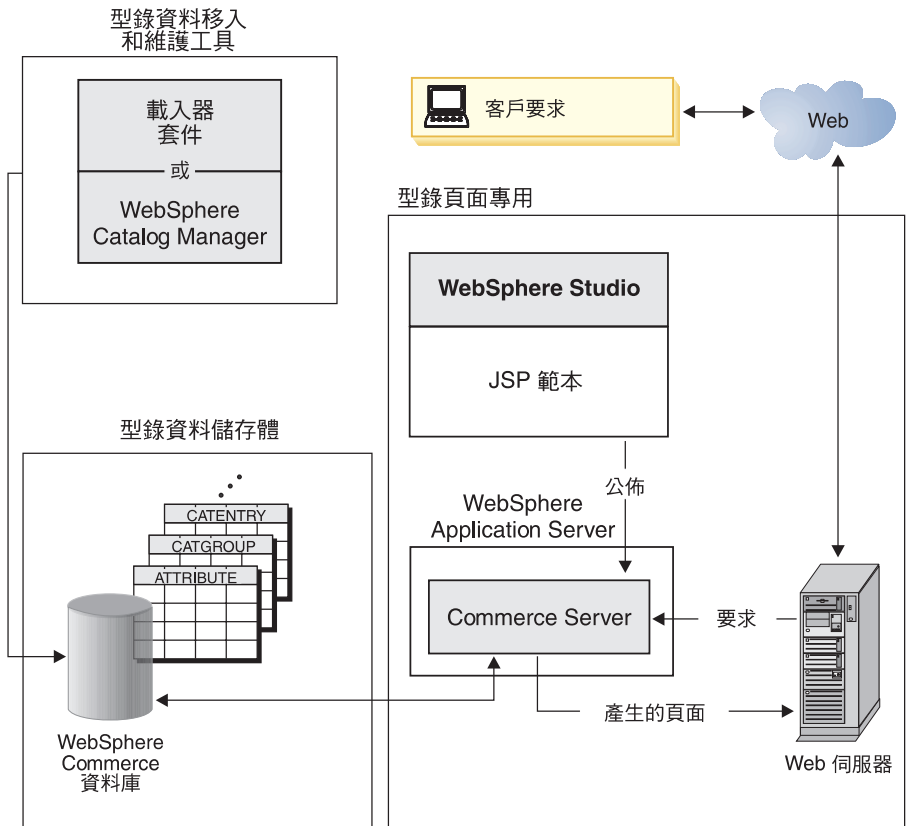 型錄資料移入
和維護工具
載入器
套件
或
WebSphere
Catalog Manager
客戶要求
Web
型錄頁面專用
WebSphere Studio
JSP 範本
公佈
WebSphere
Application Server
Commerce Server
要求
產生的頁面
Web 伺服器
型錄資料儲存體
CATENTRY
CATGROUP
ATTRIBUTE
WebSphere
Commerce
資料庫